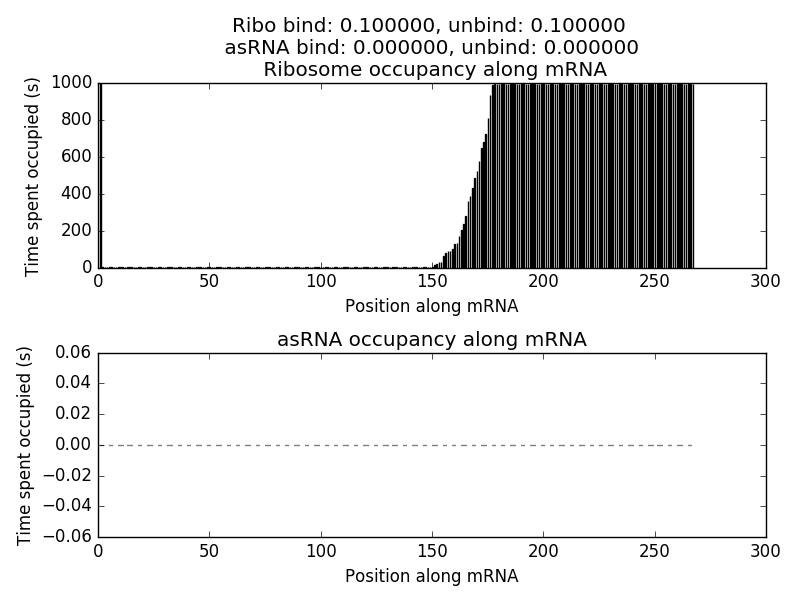 Ribo bind: 0.100000, unbind: 0.100000
asRNA bind: 0.000000, unbind: 0.000000
Ribosome occupancy along mRNA
Time spent occupied (s)
1000
800
600
400
200
0
0 50 100 150 200 250 300
Position along mRNA
asRNA occupancy along mRNA
Time spent occupied (s)
0.06
0.04
0.02
0.00
−0.02
−0.04
−0.06
0 50 100 150 200 250 300
Position along mRNA